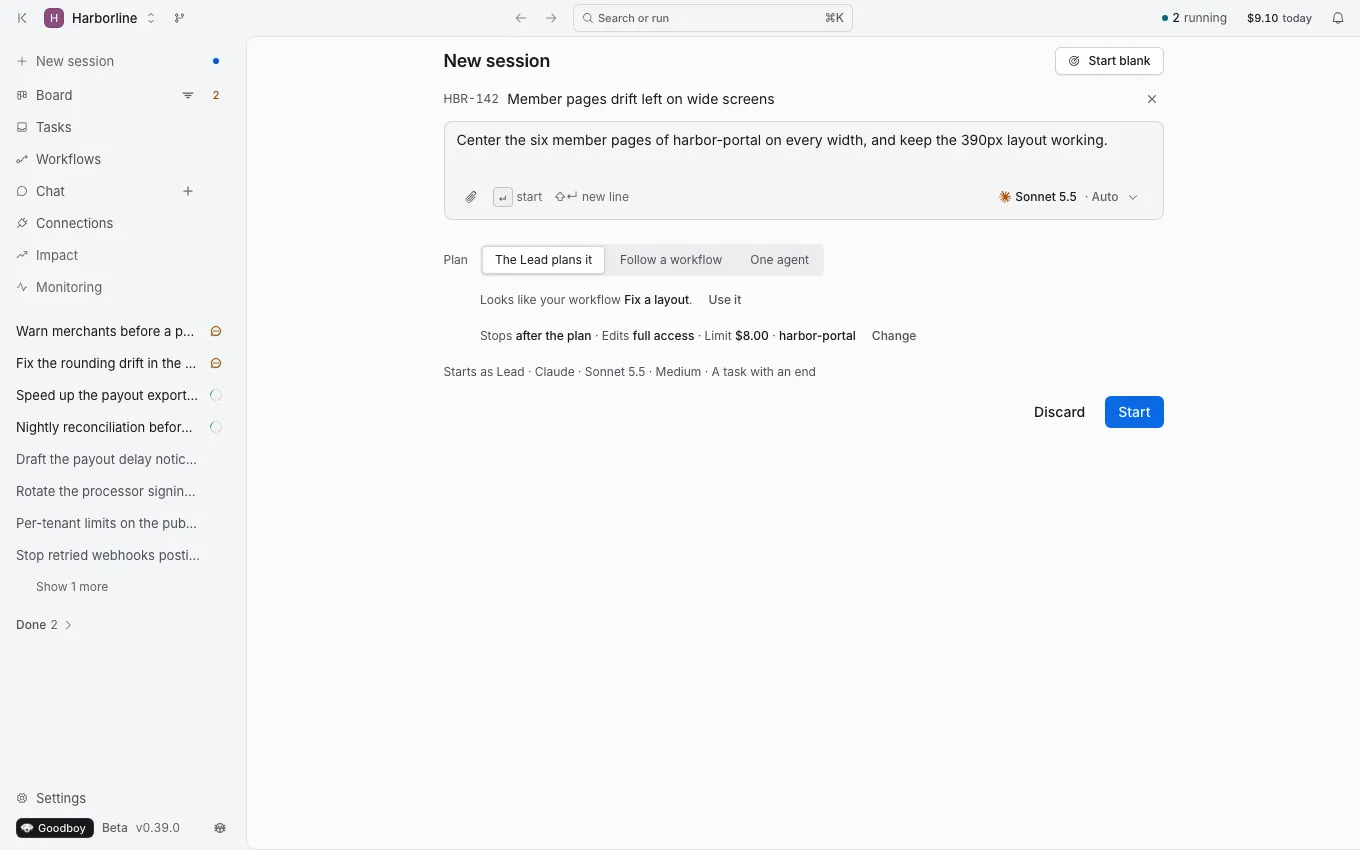 H Harborline
Search or run ⌘K
2 running $9.10 today
New session
Board 2
Tasks
Workflows
Chat
Connections
Impact
Monitoring
Warn merchants before a p...
Fix the rounding drift in the ...
Speed up the payout export...
Nightly reconciliation befor...
Draft the payout delay notic...
Rotate the processor signin...
Per-tenant limits on the pub...
Stop retried webhooks posti...
Show 1 more
Done 2
Settings
Goodboy Beta v0.39.0
New session
Start blank
HBR-142 Member pages drift left on wide screens
Center the six member pages of harbor-portal on every width, and keep the 390px layout working.
↵ start ⇧↵ new line
Sonnet 5.5 · Auto
Plan The Lead plans it Follow a workflow One agent
Looks like your workflow Fix a layout. Use it
Stops after the plan · Edits full access · Limit $8.00 · harbor-portal Change
Starts as Lead · Claude · Sonnet 5.5 · Medium · A task with an end
Discard Start